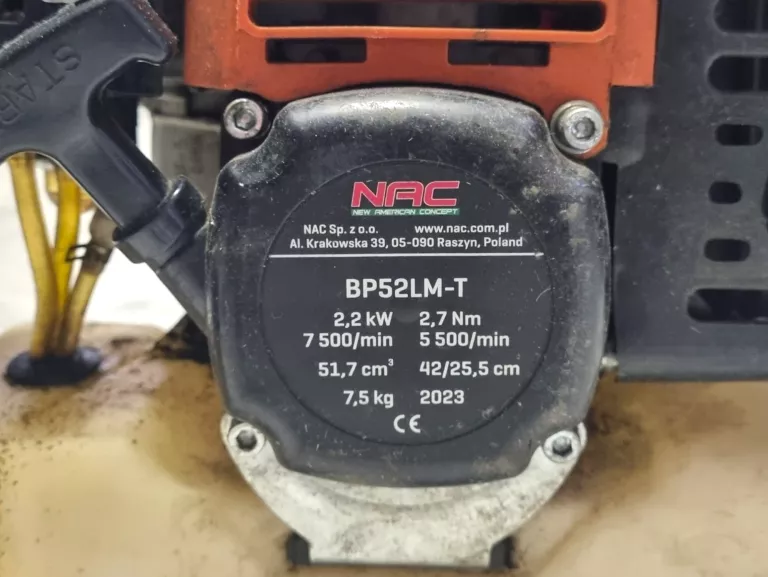 STAR
NAC
NEW AMERICAN CONCEPT
NAC Sp. z o.o. www.nac.com.pl
Al. Krakowska 39, 05-090 Raszyn, Poland
BP52LM-T
2,2 kW 2,7 Nm
7 500/min 5 500/min
51,7 cm³ 42/25,5 cm
7,5 kg 2023
CE